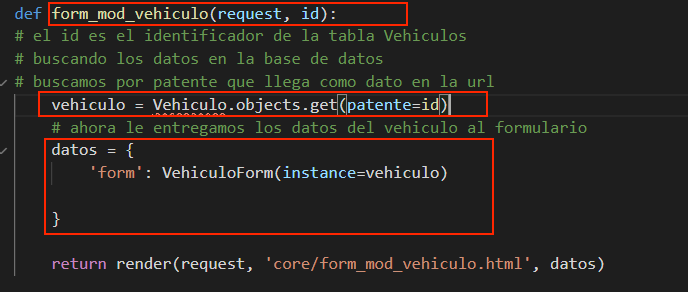 def form_mod_vehiculo(request, id):
# el id es el identificador de la tabla Vehiculos
# buscando los datos en la base de datos
# buscamos por patente que llega como dato en la url
vehiculo = Vehiculo.objects.get(patente=id)
# ahora le entregamos los datos del vehiculo al formulario
datos = {
'form': VehiculoForm(instance=vehiculo)
}
return render(request, 'core/form_mod_vehiculo.html', datos)